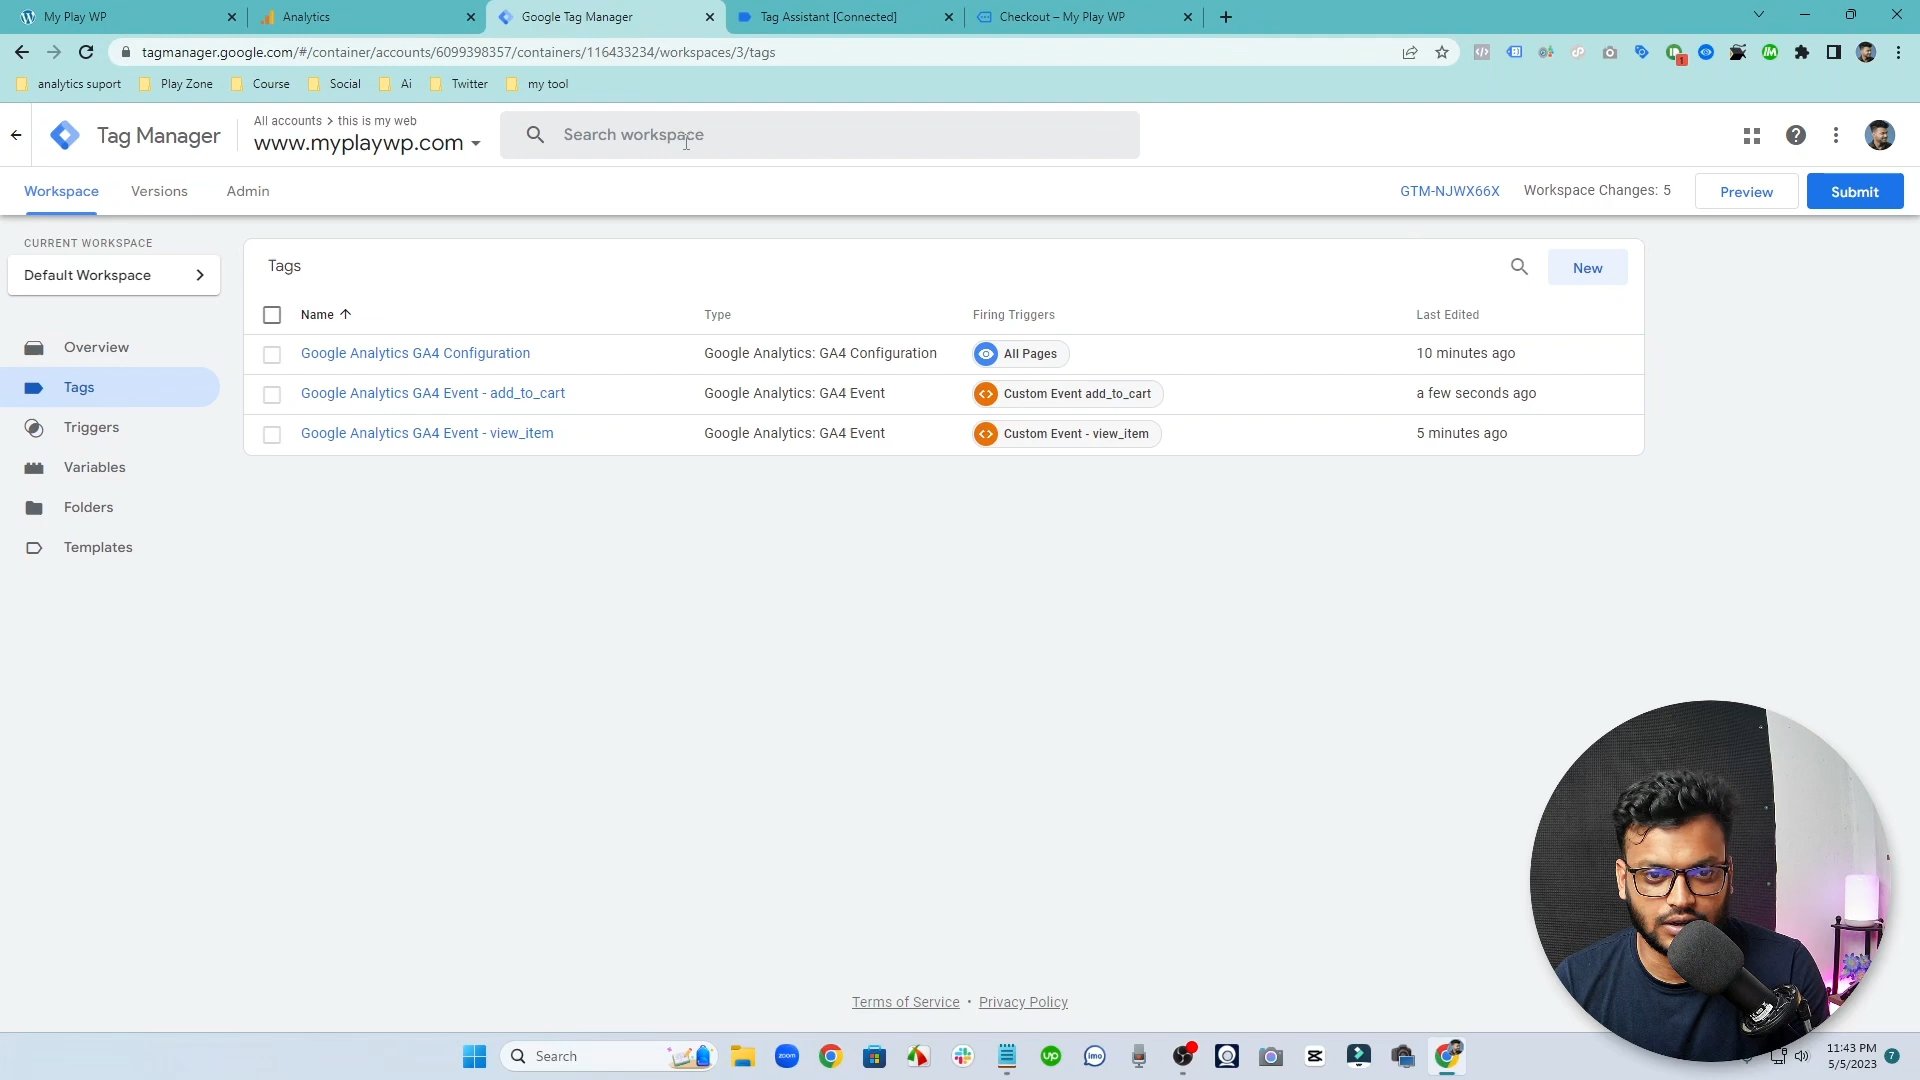 My Play WP
Analytics
Google Tag Manager
Tag Assistant [Connected]
Checkout – My Play WP
tagmanager.google.com/#/container/accounts/6099398357/containers/116433234/workspaces/3/tags
1
analytics suport
Play Zone
Course
Social
Ai
Twitter
my tool
Tag Manager
All accounts > this is my web
www.myplaywp.com
Search workspace
Workspace
Versions
Admin
GTM-NJWX66X
Workspace Changes: 5
Preview
Submit
CURRENT WORKSPACE
Default Workspace
Overview
Tags
Triggers
Variables
Folders
Templates
Tags
New
Name
Type
Firing Triggers
Last Edited
Google Analytics GA4 Configuration
Google Analytics: GA4 Configuration
All Pages
10 minutes ago
Google Analytics GA4 Event - add_to_cart
Google Analytics: GA4 Event
Custom Event add_to_cart
a few seconds ago
Google Analytics GA4 Event - view_item
Google Analytics: GA4 Event
Custom Event - view_item
5 minutes ago
Terms of Service • Privacy Policy
Search
zoom
up
imo
11:43 PM
5/5/2023
7